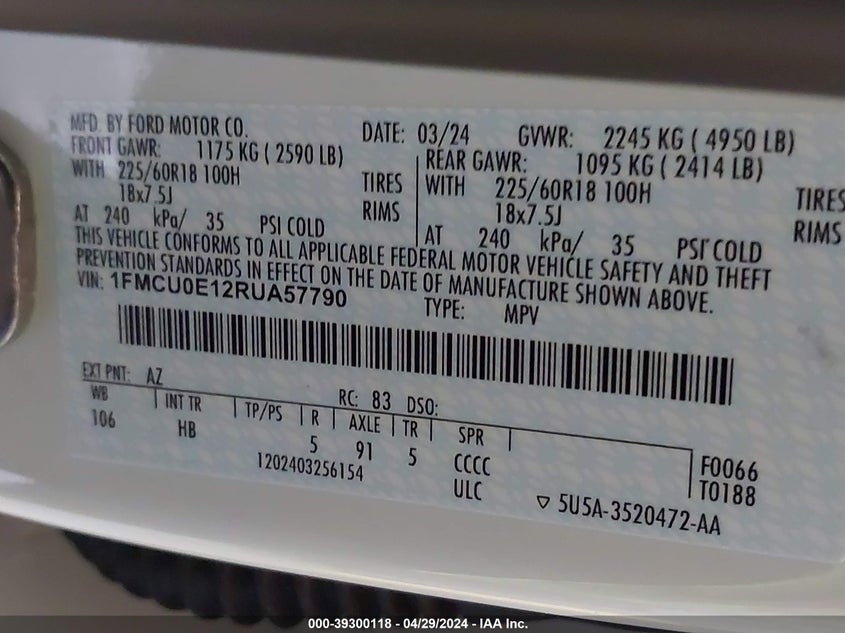 MFD. BY FORD MOTOR CO. DATE: 03/24 GVWR: 2245 KG ( 4950 LB)
FRONT GAWR: 1175 KG ( 2590 LB) REAR GAWR: 1095 KG ( 2414 LB)
WITH 225/60R18 100H TIRES WITH 225/60R18 100H TIRES
18x7.5J RIMS 18x7.5J RIMS
AT 240 kPa/ 35 PSI COLD AT 240 kPa/ 35 PSI COLD
THIS VEHICLE CONFORMS TO ALL APPLICABLE FEDERAL MOTOR VEHICLE SAFETY AND THEFT
PREVENTION STANDARDS IN EFFECT ON THE DATE OF MANUFACTURE SHOWN ABOVE.
VIN: 1FMCU0E12RUA57790 TYPE: MPV
EXT PNT: AZ RC: 83 DSO:
WB INT TR TP/PS R AXLE TR SPR
106 HB 5 91 5 CCCC F0066
1202403256154 ULC T0188
▽ 5U5A-3520472-AA
000-39300118 - 04/29/2024 - IAA Inc.